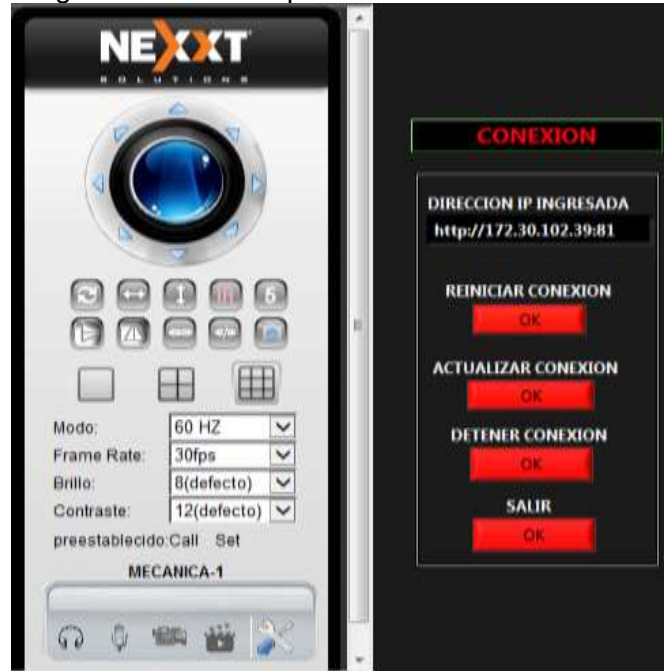 NEXXT
SOLUTIONS
6
Modo: 60 HZ
Frame Rate: 30fps
Brillo: 8(defecto)
Contraste: 12(defecto)
preestablecido:Call Set
MECANICA-1
CONEXION
DIRECCION IP INGRESADA
http://172.30.102.39:81
REINICIAR CONEXION
OK
ACTUALIZAR CONEXION
OK
DETENER CONEXION
OK
SALIR
OK